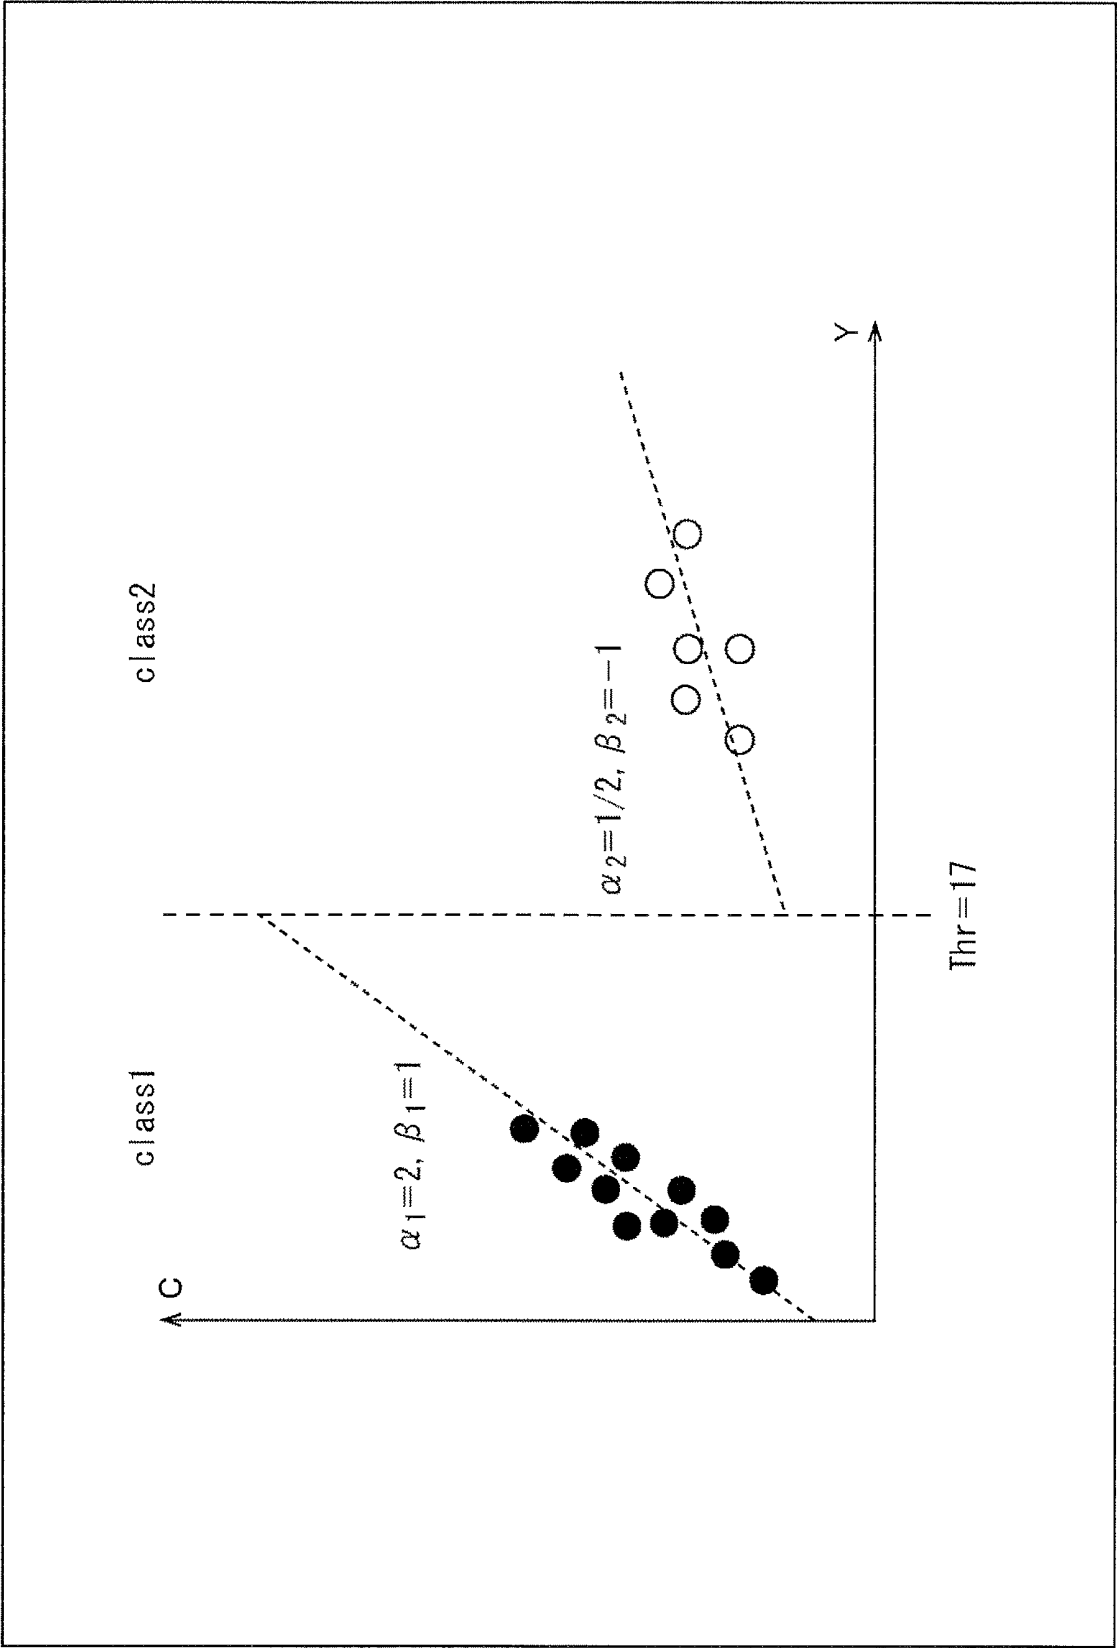 C
class1
class2
α₁=2, β₁=1
α₂=1/2, β₂=−1
Y
Thr=17